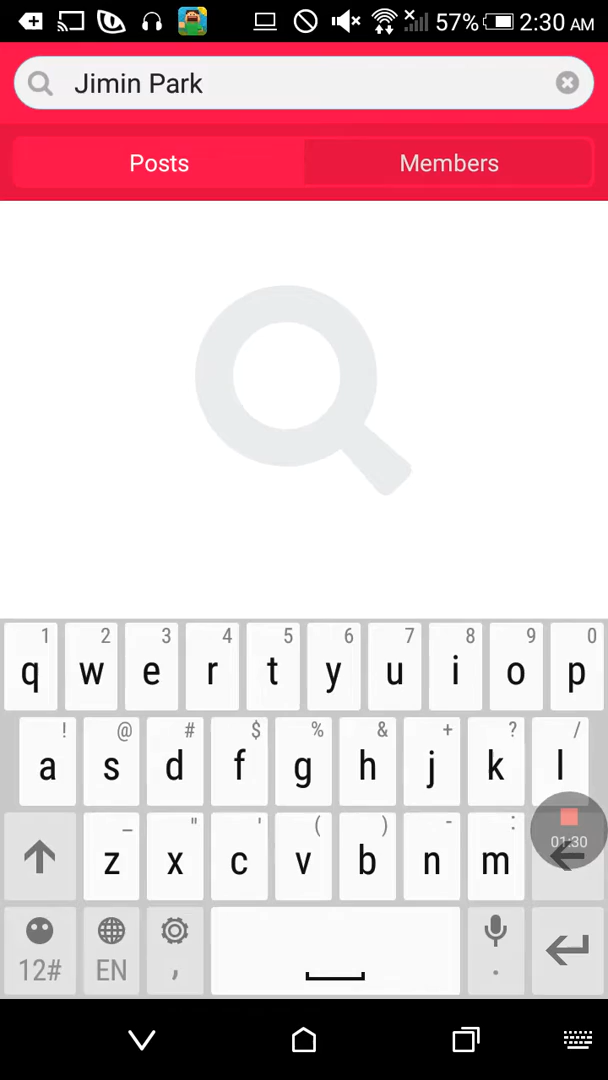 57% 2:30 AM
Jimin Park
Posts Members
1 2 3 4 5 6 7 8 9 0
q w e r t y u i o p
! @ # $ % & + ? /
a s d f g h j k l
_ " ' ( ) - :
z x c v b n m
01:30
12# EN , .